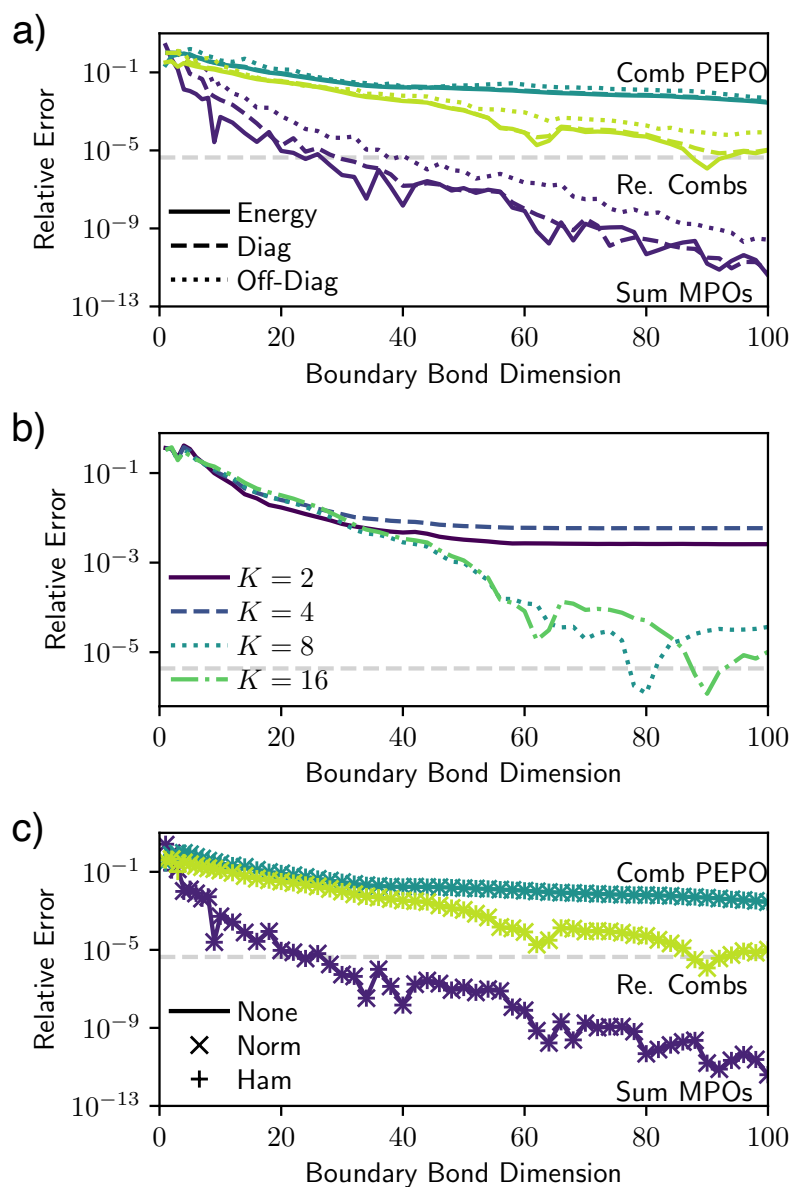 a)
Relative Error
10⁻¹
10⁻⁵
10⁻⁹
10⁻¹³
Comb PEPO
Re. Combs
Sum MPOs
Energy
Diag
Off-Diag
0 20 40 60 80 100
Boundary Bond Dimension
b)
Relative Error
10⁻¹
10⁻³
10⁻⁵
K = 2
K = 4
K = 8
K = 16
0 20 40 60 80 100
Boundary Bond Dimension
c)
Relative Error
10⁻¹
10⁻⁵
10⁻⁹
10⁻¹³
Comb PEPO
Re. Combs
Sum MPOs
None
Norm
Ham
0 20 40 60 80 100
Boundary Bond Dimension